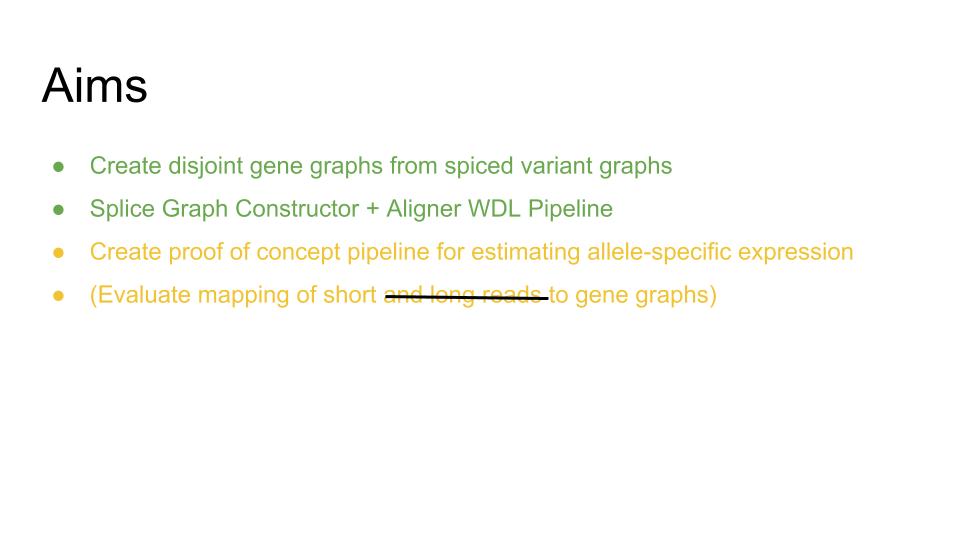 Aims
● Create disjoint gene graphs from spiced variant graphs
● Splice Graph Constructor + Aligner WDL Pipeline
● Create proof of concept pipeline for estimating allele-specific expression
● (Evaluate mapping of short and long reads to gene graphs)